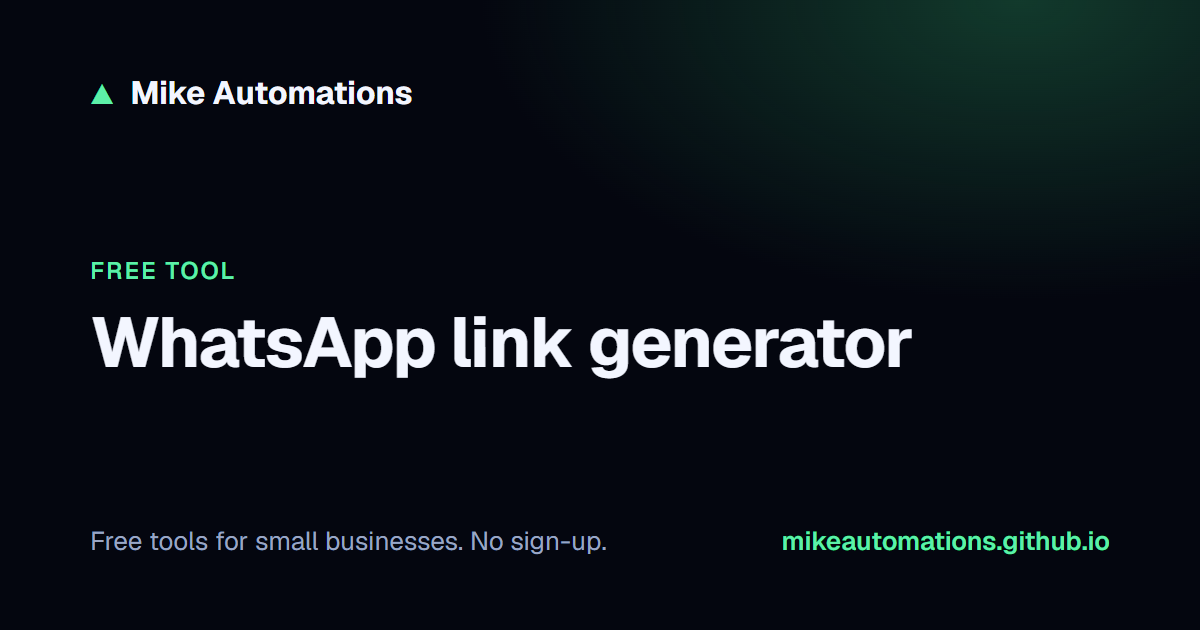 Mike Automations
FREE TOOL
WhatsApp link generator
Free tools for small businesses. No sign-up.
mikeautomations.github.io